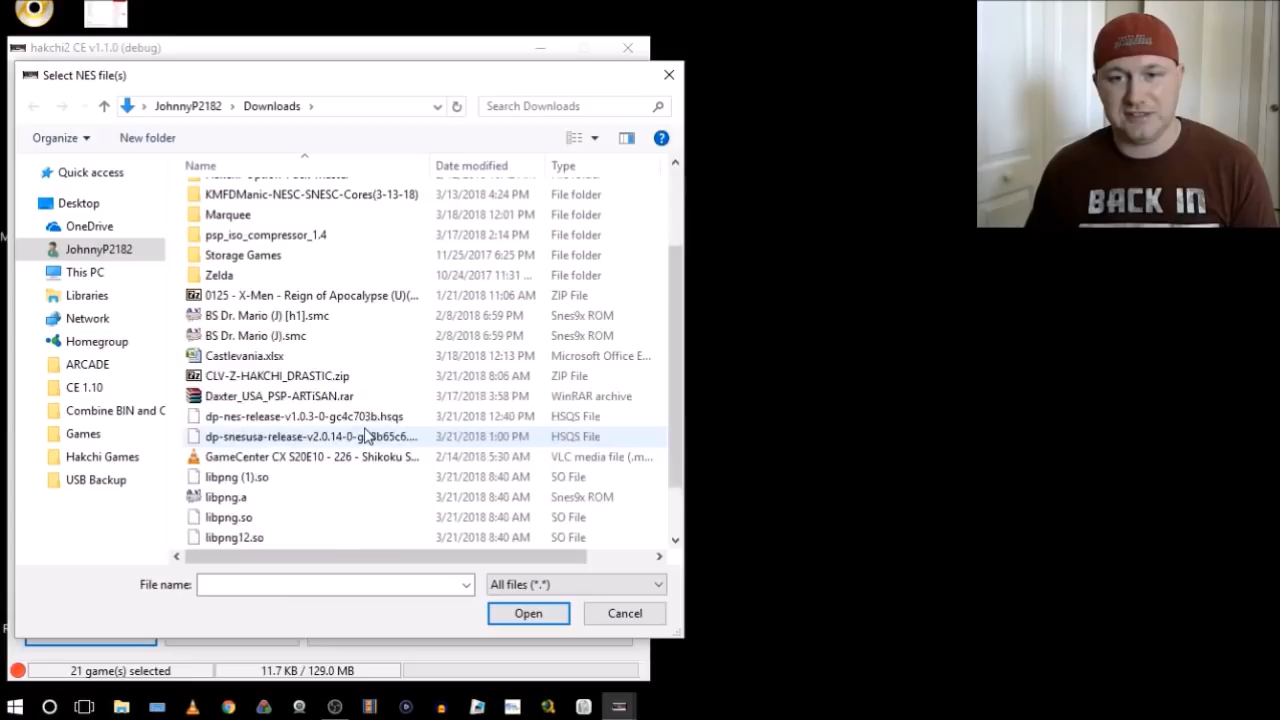 hakchi2 CE v1.1.0 (debug)
Select NES file(s)
JohnnyP2182 > Downloads >
Search Downloads
Organize
New folder
Name
Date modified
Type
Quick access
Desktop
OneDrive
JohnnyP2182
This PC
Libraries
Network
Homegroup
ARCADE
CE 1.10
Combine BIN and C
Games
Hakchi Games
USB Backup
KMFDManic-NESC-SNESC-Cores(3-13-18) 3/13/2018 4:24 PM File folder
Marquee 3/18/2018 12:01 PM File folder
psp_iso_compressor_1.4 3/17/2018 2:14 PM File folder
Storage Games 11/25/2017 6:25 PM File folder
Zelda 10/24/2017 11:31 ... File folder
0125 - X-Men - Reign of Apocalypse (U)(... 1/21/2018 11:06 AM ZIP File
BS Dr. Mario (J) [h1].smc 2/8/2018 6:59 PM Snes9x ROM
BS Dr. Mario (J).smc 2/8/2018 6:59 PM Snes9x ROM
Castlevania.xlsx 3/18/2018 12:13 PM Microsoft Office E...
CLV-Z-HAKCHI_DRASTIC.zip 3/21/2018 8:06 AM ZIP File
Daxter_USA_PSP-ARTiSAN.rar 3/17/2018 3:58 PM WinRAR archive
dp-nes-release-v1.0.3-0-gc4c703b.hsqs 3/21/2018 12:40 PM HSQS File
dp-snesusa-release-v2.0.14-0-g 3b65c6.... 3/21/2018 1:00 PM HSQS File
GameCenter CX S20E10 - 226 - Shikoku S... 2/14/2018 5:30 AM VLC media file (.m...
libpng (1).so 3/21/2018 8:40 AM SO File
libpng.a 3/21/2018 8:40 AM Snes9x ROM
libpng.so 3/21/2018 8:40 AM SO File
libpng12.so 3/21/2018 8:40 AM SO File
File name:
All files (*.*)
Open
Cancel
21 game(s) selected
11.7 KB / 129.0 MB
BACK IN